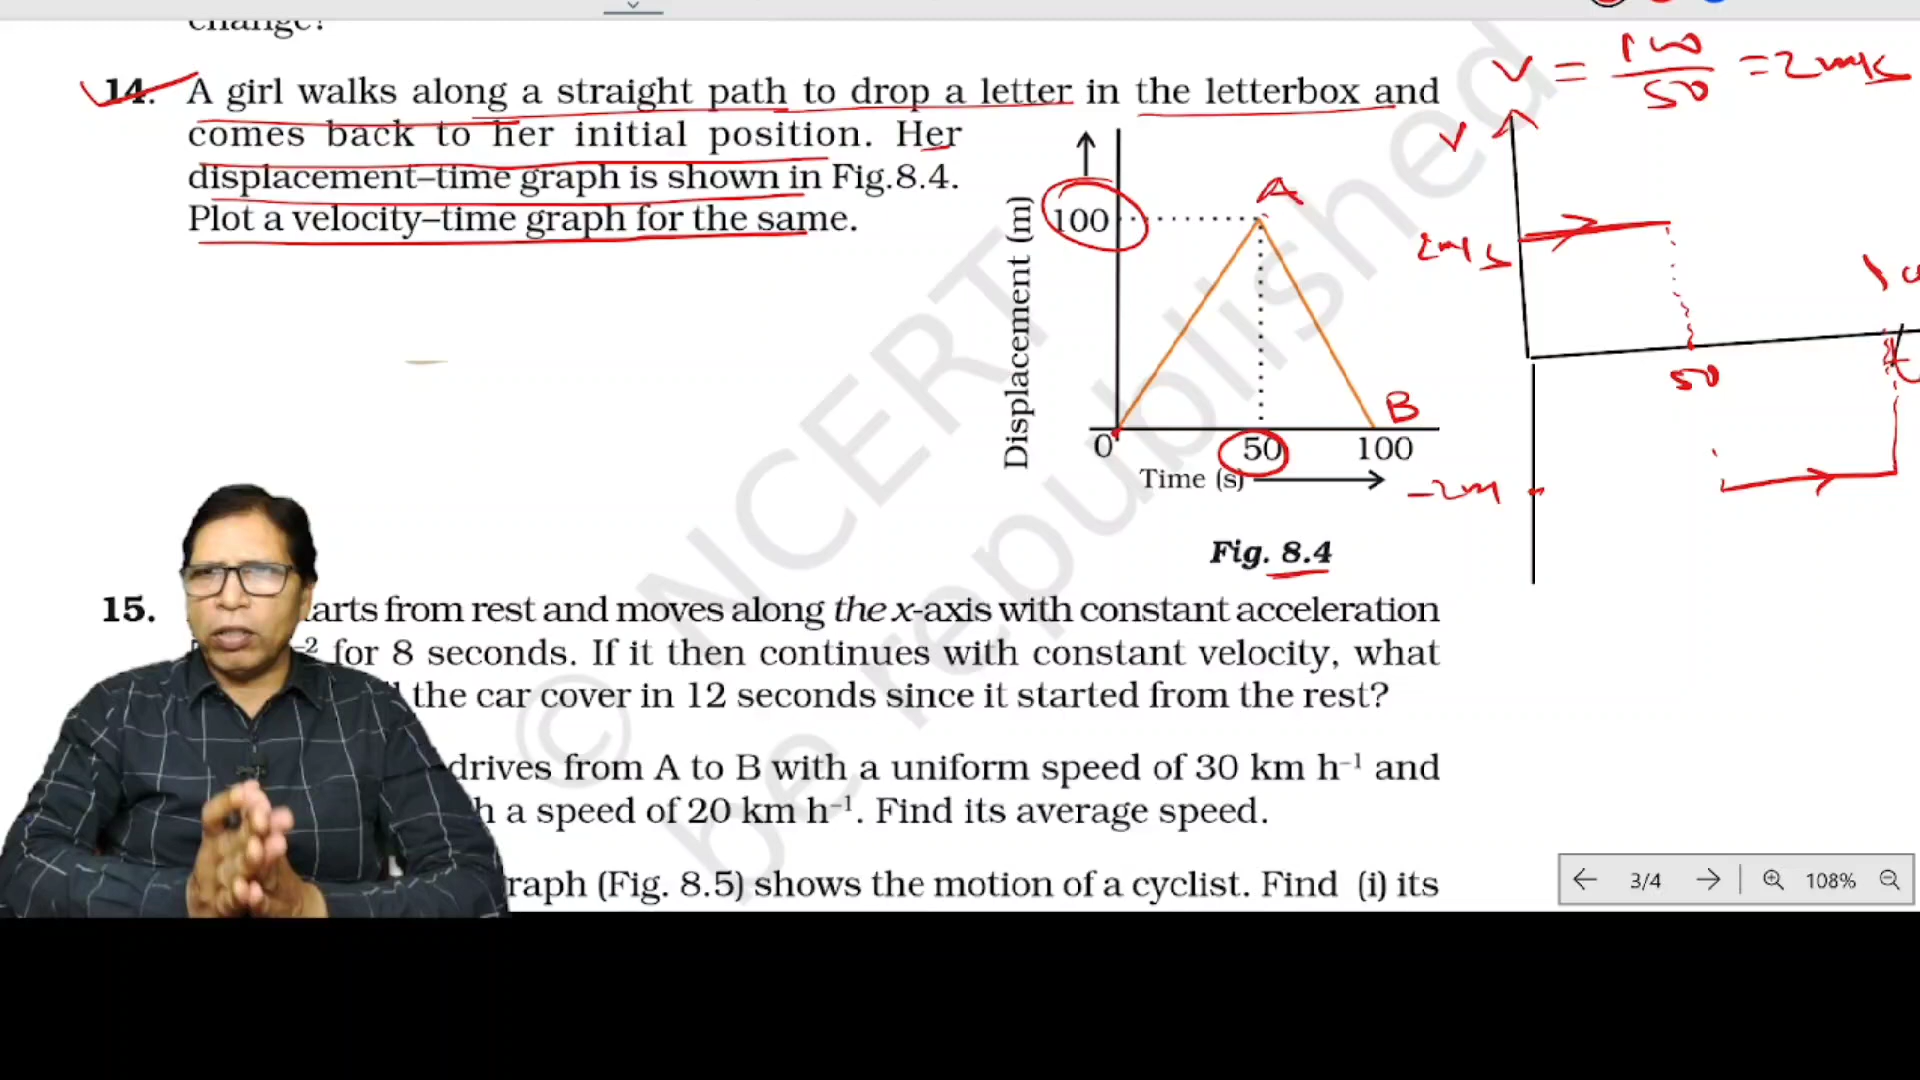 change?
14. A girl walks along a straight path to drop a letter in the letterbox and
comes back to her initial position. Her
displacement–time graph is shown in Fig.8.4.
Plot a velocity–time graph for the same.
Displacement (m)
100
A
B
0
50
100
Time (s)
Fig. 8.4
V = 100/50 = 2m/s
V
2m/s
50
t
-2m
15. arts from rest and moves along the x-axis with constant acceleration
⁻² for 8 seconds. If it then continues with constant velocity, what
the car cover in 12 seconds since it started from the rest?
drives from A to B with a uniform speed of 30 km h⁻¹ and
h a speed of 20 km h⁻¹. Find its average speed.
raph (Fig. 8.5) shows the motion of a cyclist. Find (i) its
© NCERT
be republished
3/4
108%